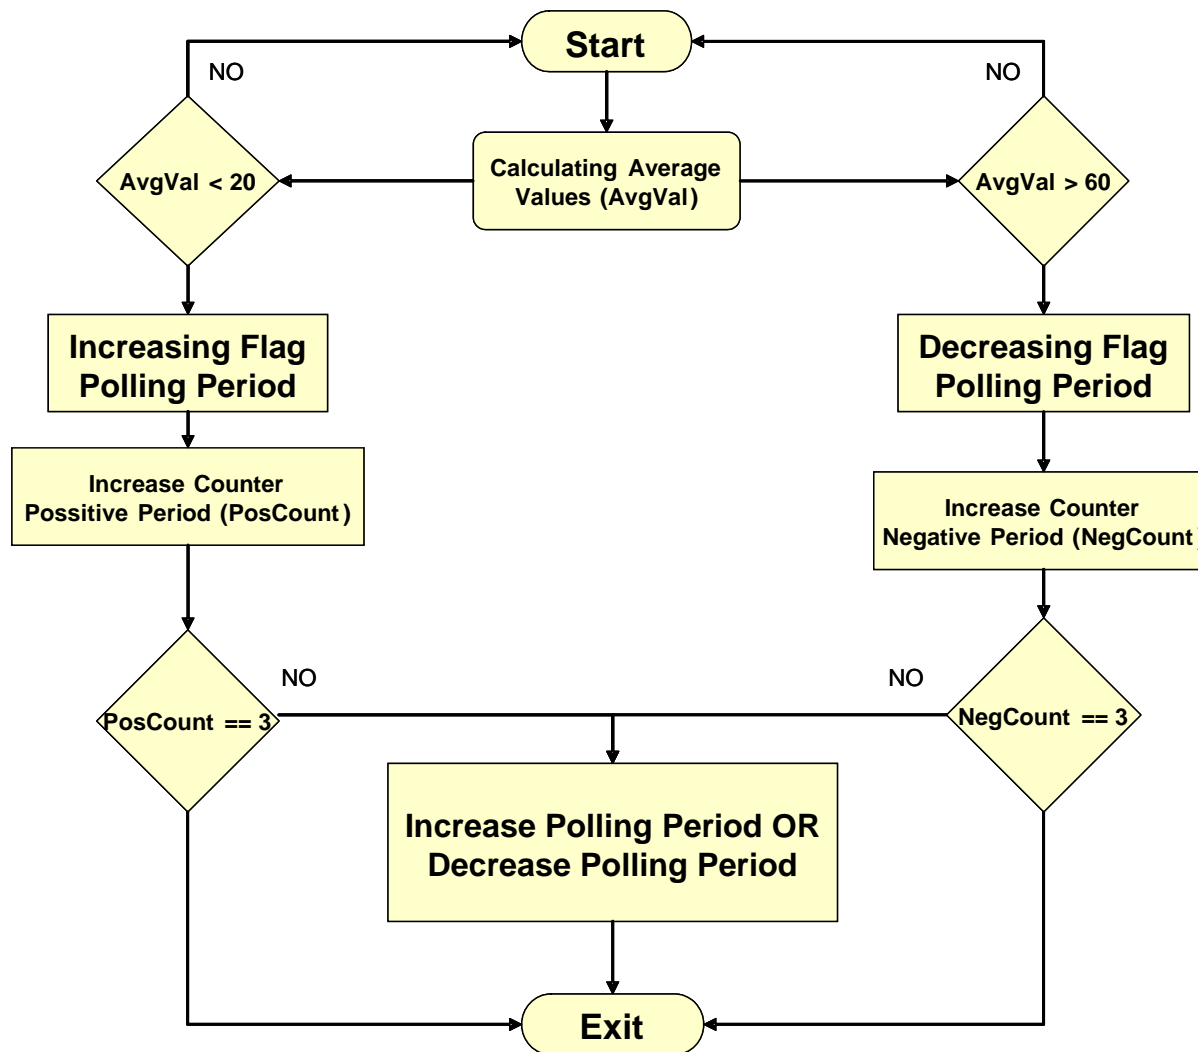 Start
NO
NO
AvgVal < 20
Calculating Average
Values (AvgVal)
AvgVal > 60
Increasing Flag
Polling Period
Decreasing Flag
Polling Period
Increase Counter
Possitive Period (PosCount)
Increase Counter
Negative Period (NegCount)
NO
NO
PosCount == 3
NegCount == 3
Increase Polling Period OR
Decrease Polling Period
Exit